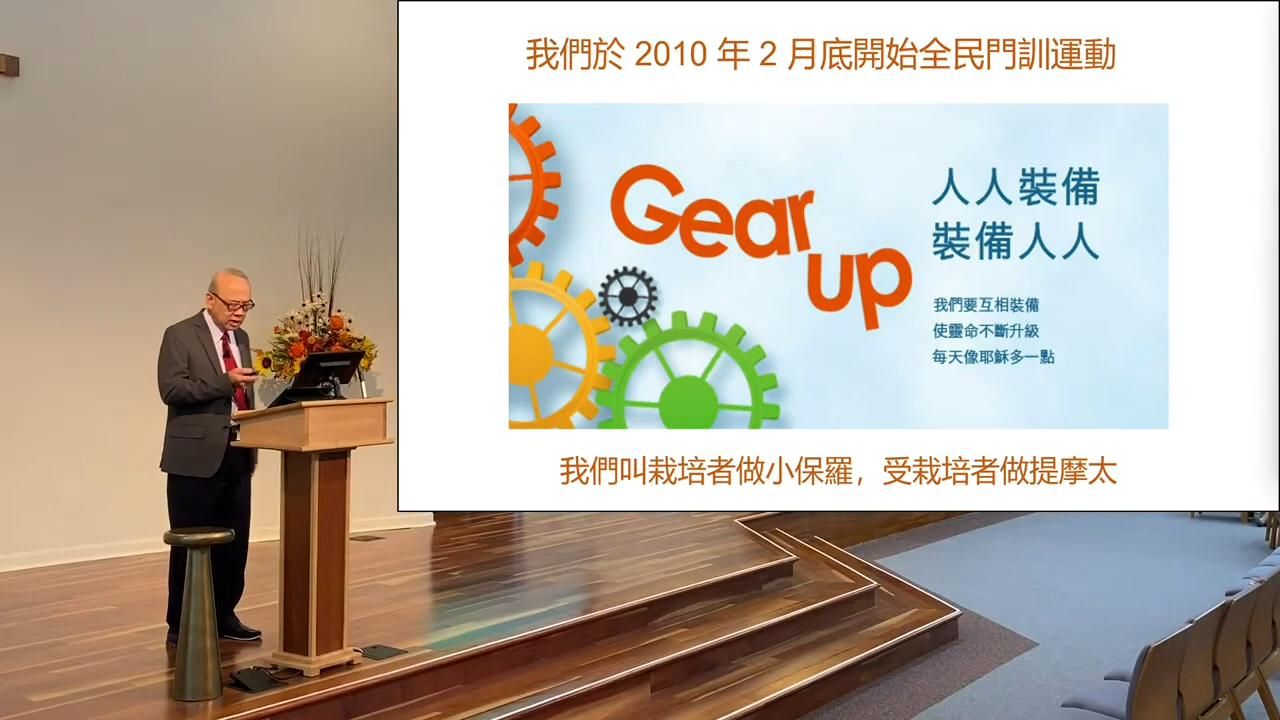 我們於 2010 年 2 月底開始全民門訓運動
Gear
up
人人裝備
裝備人人
我們要互相裝備
使靈命不斷升級
每天像耶穌多一點
我們叫栽培者做小保羅，受栽培者做提摩太